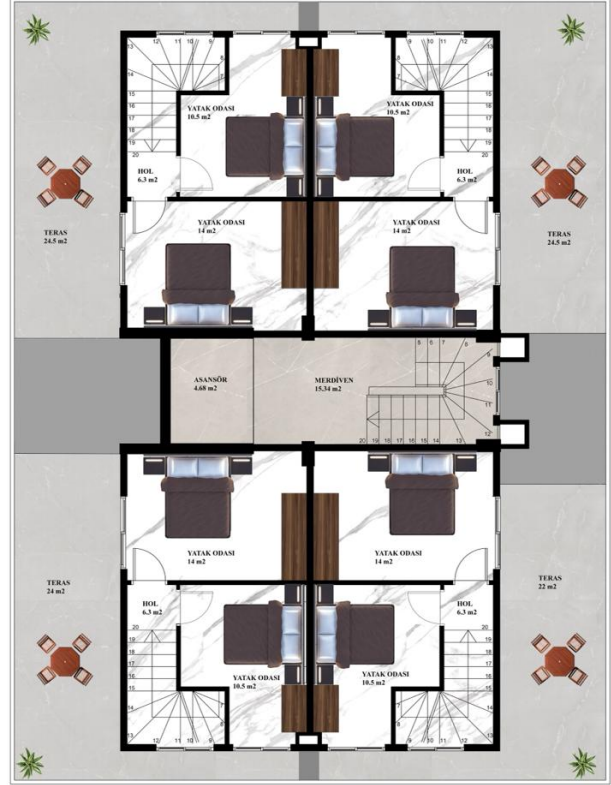 YATAK ODASI
10.5 m2
YATAK ODASI
10.5 m2
HOL
6.3 m2
HOL
6.3 m2
TERAS
24.5 m2
YATAK ODASI
14 m2
YATAK ODASI
14 m2
TERAS
24.5 m2
ASANSÖR
4.68 m2
MERDİVEN
15.34 m2
YATAK ODASI
14 m2
YATAK ODASI
14 m2
TERAS
24 m2
HOL
6.3 m2
HOL
6.3 m2
TERAS
22 m2
YATAK ODASI
10.5 m2
YATAK ODASI
10.5 m2